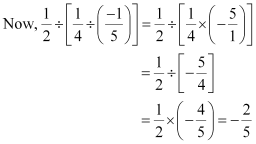 Now, 1/2 ÷ [1/4 ÷ (-1/5)] = 1/2 ÷ [1/4 × (-5/1)]
= 1/2 ÷ [-5/4]
= 1/2 × (-4/5) = -2/5